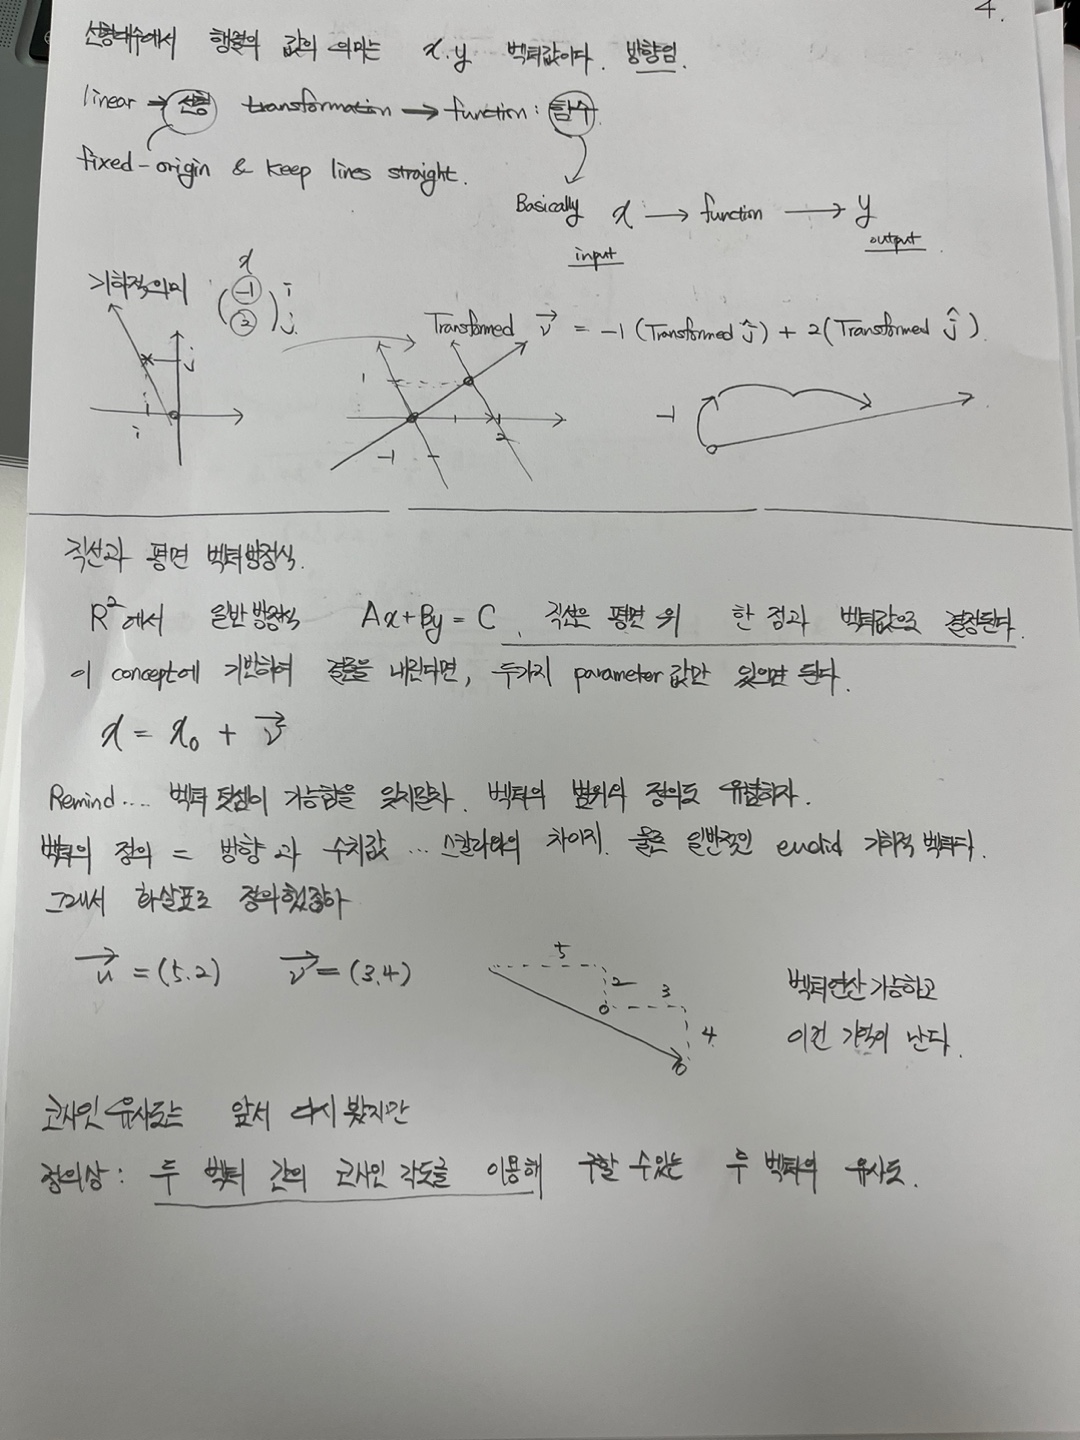 4.
선형대수에서 행렬의 값의 의미는 x.y 벡터값이다. 방향임.
linear → 선형 transformation → function : 함수
fixed-origin & keep lines straight.
Basically x → function → y
input output
기하적의미 x
(-1 2) i j
Transformed v = -1 (Transformed ĵ) + 2(Transformed ĵ).
j
i
1
1 2
-1
-1
직선과 평면 벡터방정식.
R²에서 일반방정식 Ax+By = C , 직선은 평면 위 한 점과 벡터값으로 결정된다.
이 concept에 기반하여 결론을 내린다면, 두가지 parameter 값만 있으면 된다.
x = x₀ + v
Remind.... 벡터 덧셈이 가능함을 잊지말자. 벡터의 범위의 정의도 유념하자.
벡터의 정의 = 방향과 수치값 ... 스칼라와의 차이지. 물론 일반적인 euclid 기하적 벡터다.
그래서 화살표로 정의했잖아
u = (5.2) v = (3.4)
5
2
3
4
벡터연산 가능하고
이건 기억이 난다.
코사인 유사도는 앞서 다시 봤지만
정의상 : 두 벡터 간의 코사인 각도를 이용해 구할 수 있는 두 벡터의 유사도.